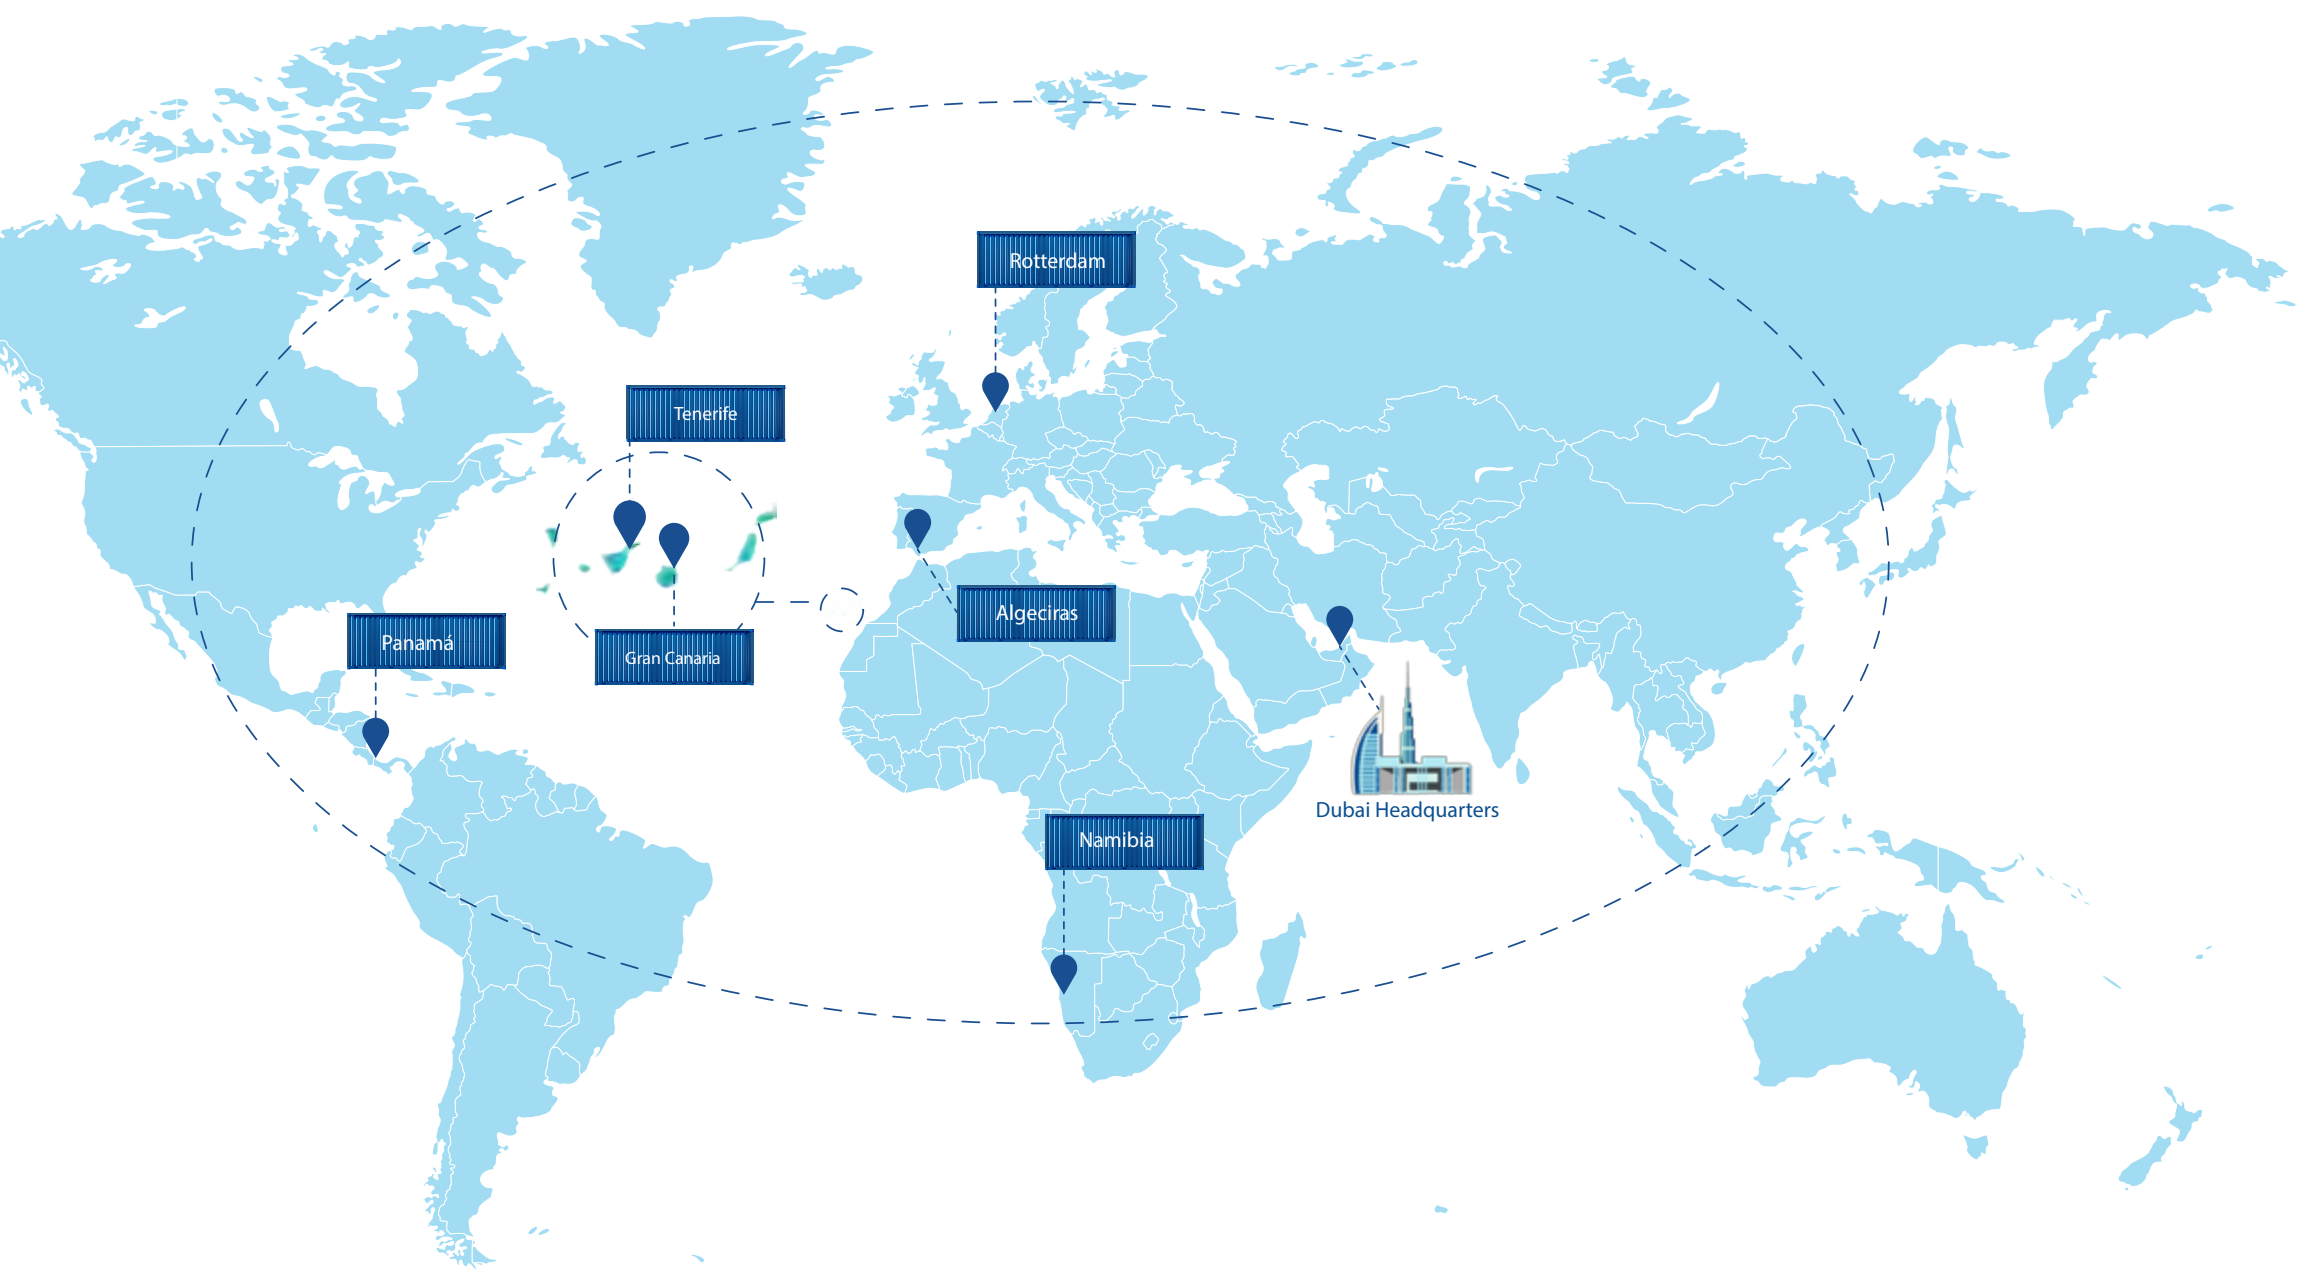 Rotterdam
Tenerife
Algeciras
Panamá
Gran Canaria
Dubai Headquarters
Namibia